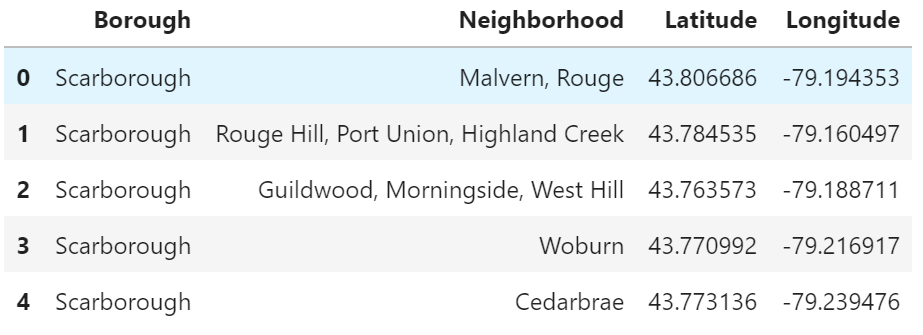 Borough Neighborhood Latitude Longitude
0 Scarborough Malvern, Rouge 43.806686 -79.194353
1 Scarborough Rouge Hill, Port Union, Highland Creek 43.784535 -79.160497
2 Scarborough Guildwood, Morningside, West Hill 43.763573 -79.188711
3 Scarborough Woburn 43.770992 -79.216917
4 Scarborough Cedarbrae 43.773136 -79.239476